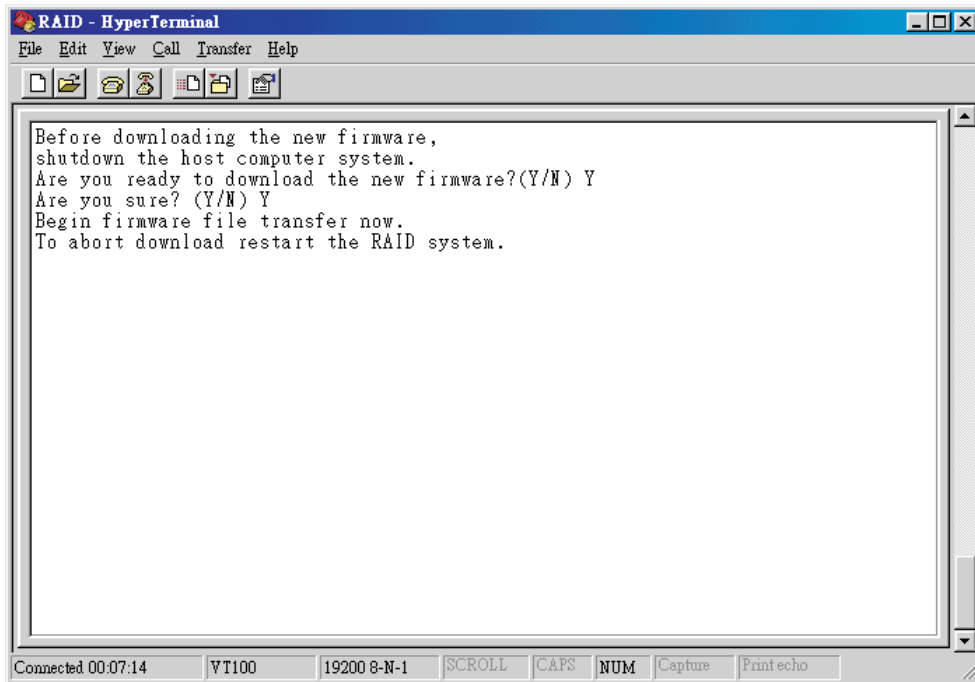 RAID - HyperTerminal
File Edit View Call Transfer Help
Before downloading the new firmware,
shutdown the host computer system.
Are you ready to download the new firmware?(Y/N) Y
Are you sure? (Y/N) Y
Begin firmware file transfer now.
To abort download restart the RAID system.
Connected 00:07:14 VT100 19200 8-N-1 SCROLL CAPS NUM Capture Print echo